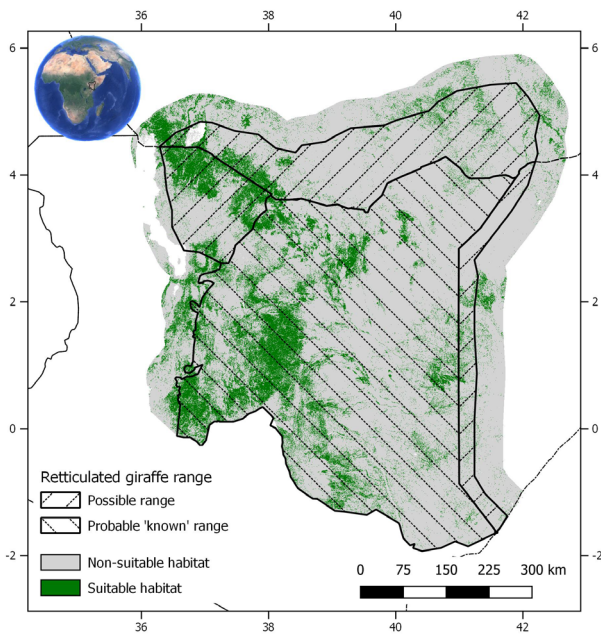 36 38 40 42
6 6
4 4
2 2
0 0
Retticulated giraffe range
Possible range
Probable 'known' range
Non-suitable habitat
Suitable habitat
0 75 150 225 300 km
-2 -2
36 38 40 42